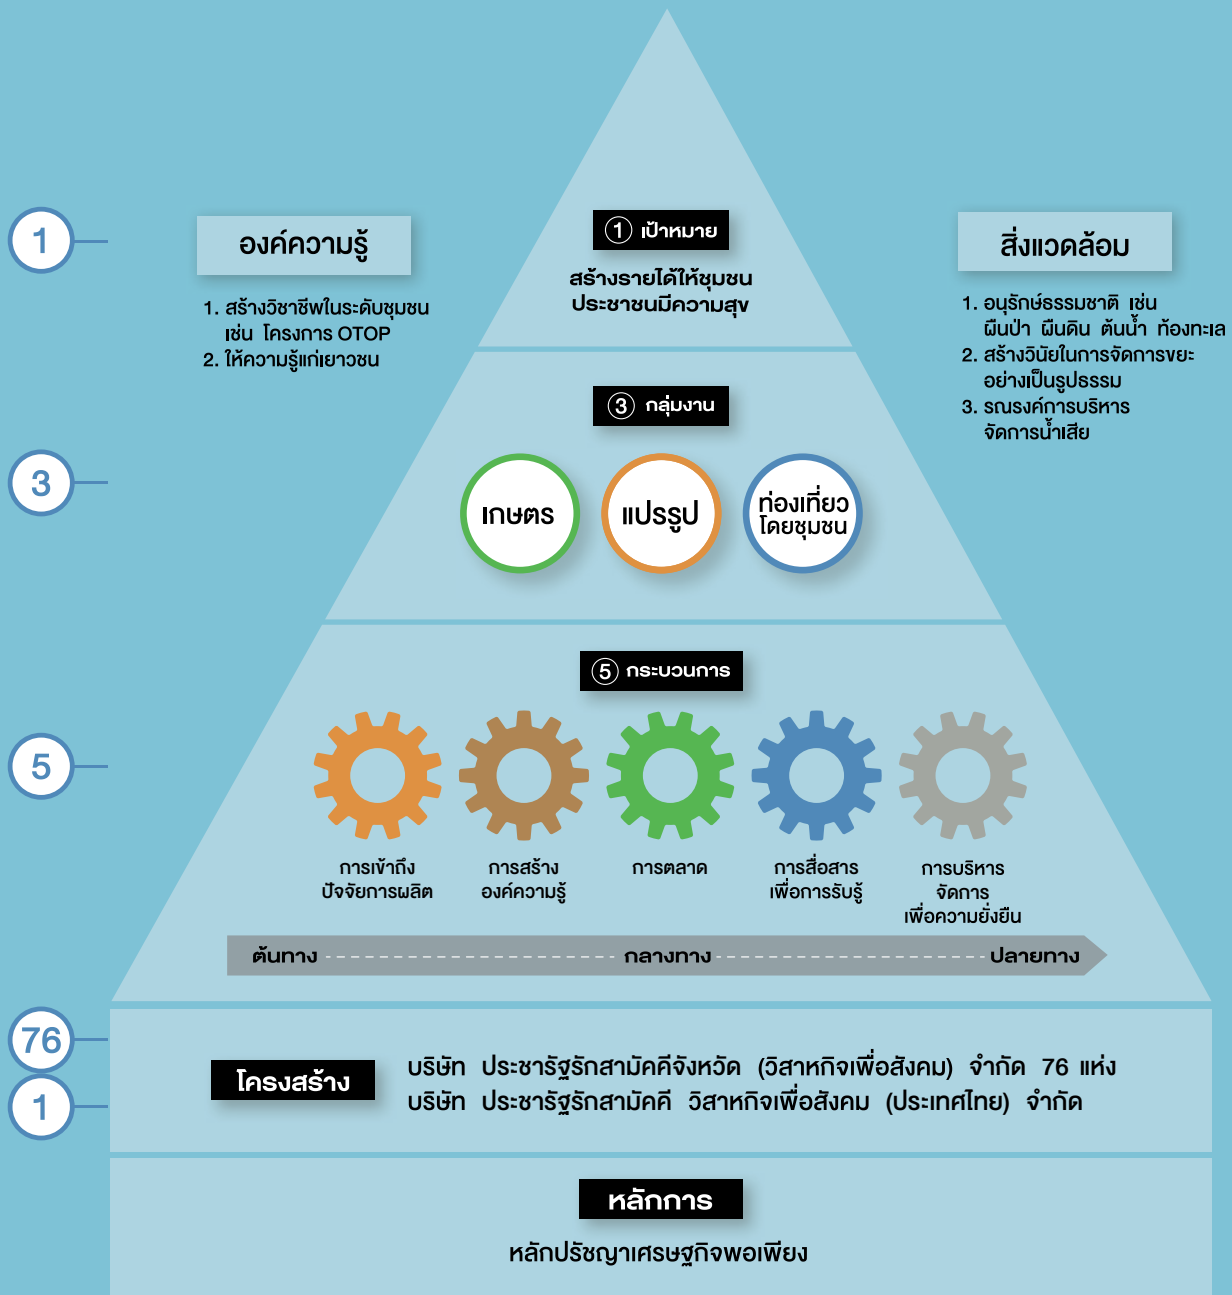 1
องค์ความรู้
1. สร้างวิชาชีพในระดับชุมชน
เช่น โครงการ OTOP
2. ให้ความรู้แก่เยาวชน
① เป้าหมาย
สร้างรายได้ให้ชุมชน
ประชาชนมีความสุข
สิ่งแวดล้อม
1. อนุรักษ์ธรรมชาติ เช่น
ผืนป่า ผืนดิน ต้นน้ำ ท้องทะเล
2. สร้างวินัยในการจัดการขยะ
อย่างเป็นรูปธรรม
3. รณรงค์การบริหาร
จัดการน้ำเสีย
3
③ กลุ่มงาน
เกษตร
แปรรูป
ท่องเที่ยว
โดยชุมชน
5
⑤ กระบวนการ
การเข้าถึง
ปัจจัยการผลิต
การสร้าง
องค์ความรู้
การตลาด
การสื่อสาร
เพื่อการรับรู้
การบริหาร
จัดการ
เพื่อความยั่งยืน
ต้นทาง กลางทาง ปลายทาง
76
1
โครงสร้าง
บริษัท ประชารัฐรักสามัคคีจังหวัด (วิสาหกิจเพื่อสังคม) จำกัด 76 แห่ง
บริษัท ประชารัฐรักสามัคคี วิสาหกิจเพื่อสังคม (ประเทศไทย) จำกัด
หลักการ
หลักปรัชญาเศรษฐกิจพอเพียง